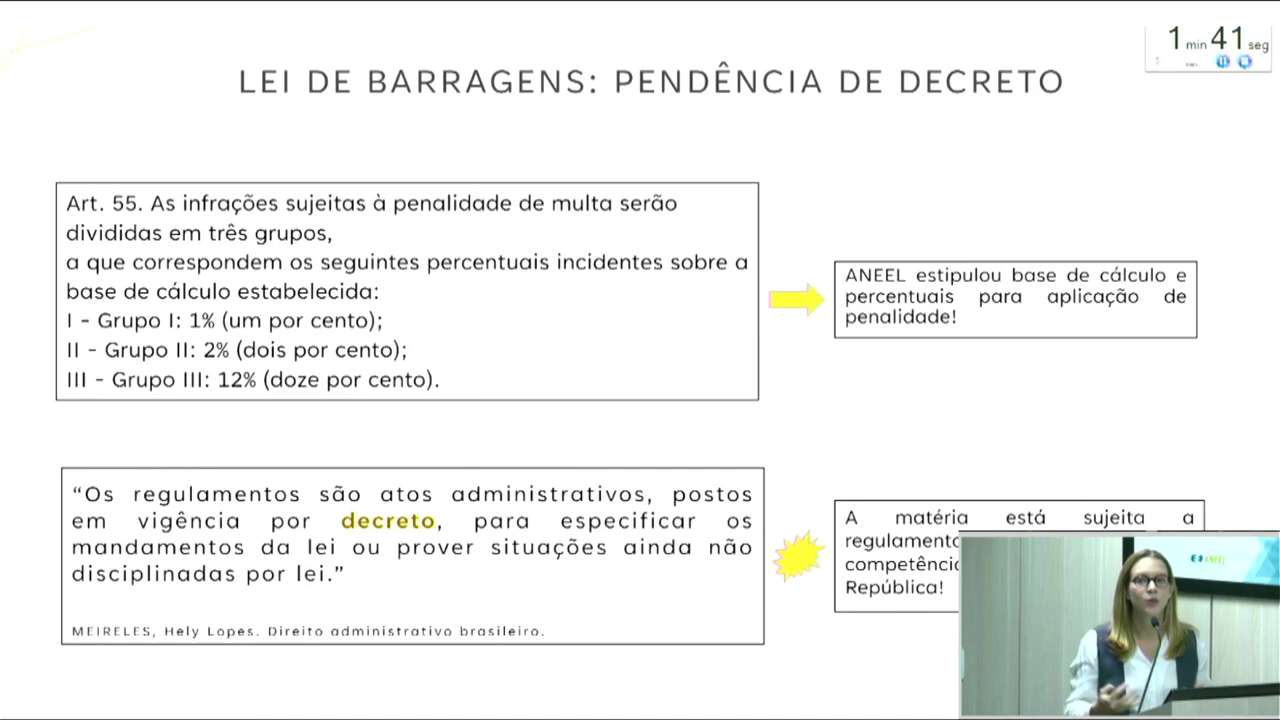 1 min 41 seg
LEI DE BARRAGENS: PENDÊNCIA DE DECRETO
Art. 55. As infrações sujeitas à penalidade de multa serão
divididas em três grupos,
a que correspondem os seguintes percentuais incidentes sobre a
base de cálculo estabelecida:
I - Grupo I: 1% (um por cento);
II - Grupo II: 2% (dois por cento);
III - Grupo III: 12% (doze por cento).
ANEEL estipulou base de cálculo e
percentuais para aplicação de
penalidade!
“Os regulamentos são atos administrativos, postos
em vigência por decreto, para especificar os
mandamentos da lei ou prover situações ainda não
disciplinadas por lei.”
MEIRELES, Hely Lopes. Direito administrativo brasileiro.
A matéria está sujeita a
República!
ANEEL